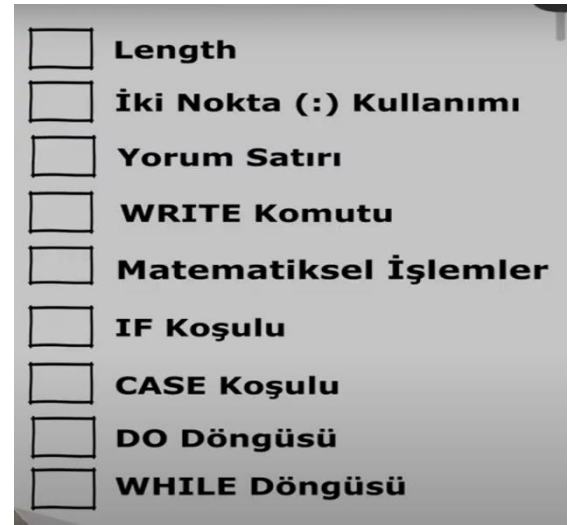 Length
İki Nokta (:) Kullanımı
Yorum Satırı
WRITE Komutu
Matematiksel İşlemler
IF Koşulu
CASE Koşulu
DO Döngüsü
WHILE Döngüsü